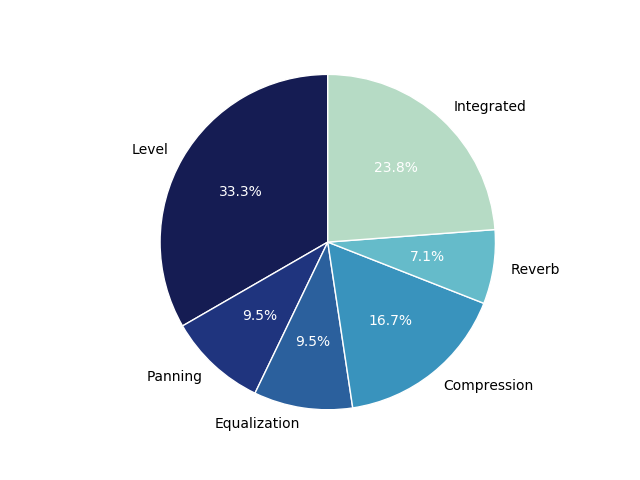 Integrated
Level
23.8%
33.3%
7.1%
Reverb
9.5%
16.7%
9.5%
Panning
Compression
Equalization